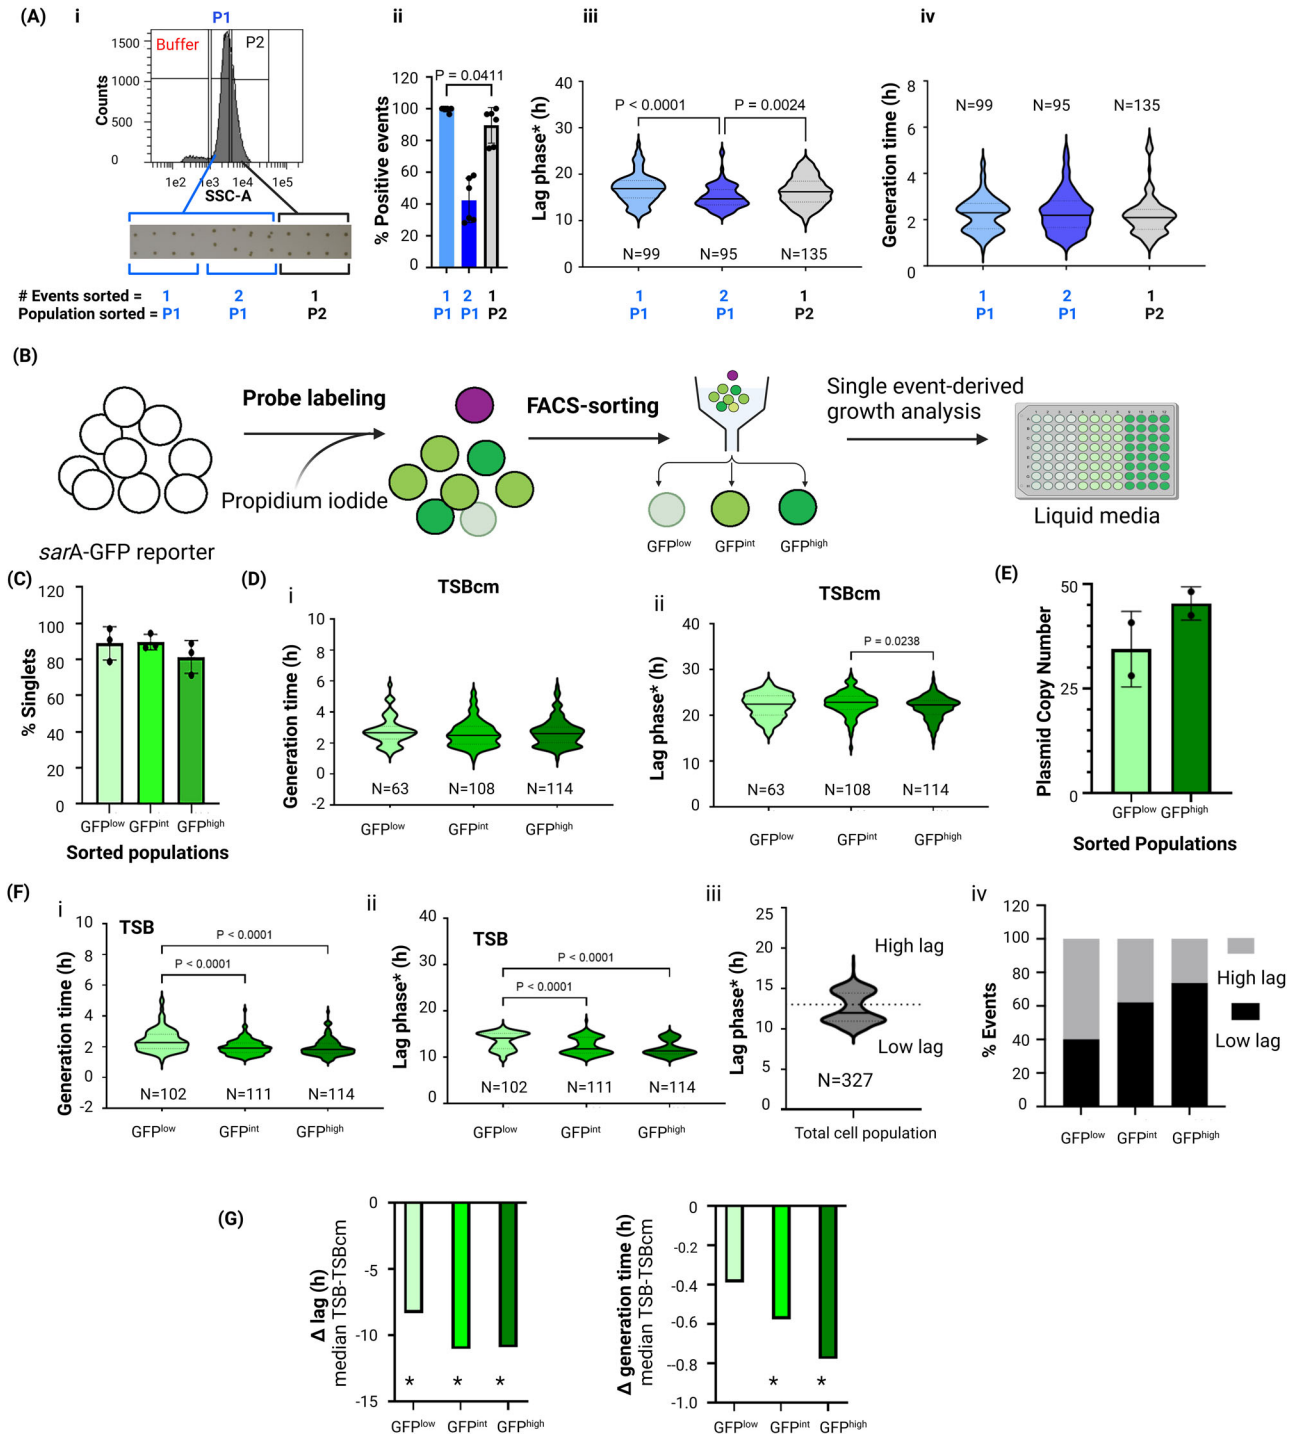 (A)
i
P1
Buffer
P2
Counts
1500
1000
500
0
1e2
1e3
1e4
1e5
SSC-A
# Events sorted = 1 2 1
Population sorted = P1 P1 P2
ii
P = 0.0411
% Positive events
120
100
80
60
40
20
0
1 2 1
P1 P1 P2
iii
Lag phase* (h)
40
30
20
10
0
P < 0.0001
P = 0.0024
N=99
N=95
N=135
1 2 1
P1 P1 P2
iv
Generation time (h)
8
6
4
2
0
N=99
N=95
N=135
1 2 1
P1 P1 P2
(B)
sarA-GFP reporter
Probe labeling
Propidium iodide
FACS-sorting
GFPlow
GFPint
GFPhigh
Single event-derived
growth analysis
Liquid media
(C)
% Singlets
120
100
80
60
40
20
0
GFPlow
GFPint
GFPhigh
Sorted populations
(D)
i
TSBcm
Generation time (h)
10
8
6
4
2
0
-2
N=63
N=108
N=114
GFPlow
GFPint
GFPhigh
ii
TSBcm
Lag phase* (h)
40
30
20
10
0
P = 0.0238
N=63
N=108
N=114
GFPlow
GFPint
GFPhigh
(E)
Plasmid Copy Number
50
25
0
GFPlow
GFPhigh
Sorted Populations
(F)
i
TSB
Generation time (h)
10
8
6
4
2
0
-2
P < 0.0001
P < 0.0001
N=102
N=111
N=114
GFPlow
GFPint
GFPhigh
ii
TSB
Lag phase* (h)
40
30
20
10
0
P < 0.0001
P < 0.0001
N=102
N=111
N=114
GFPlow
GFPint
GFPhigh
iii
Lag phase* (h)
25
20
15
10
5
0
High lag
Low lag
N=327
Total cell population
iv
% Events
120
100
80
60
40
20
0
GFPlow
GFPint
GFPhigh
High lag
Low lag
(G)
Δ lag (h)
median TSB-TSBcm
0
-5
-10
-15
* * *
GFPlow
GFPint
GFPhigh
Δ generation time (h)
median TSB-TSBcm
0
-0.2
-0.4
-0.6
-0.8
-1.0
* *
GFPlow
GFPint
GFPhigh